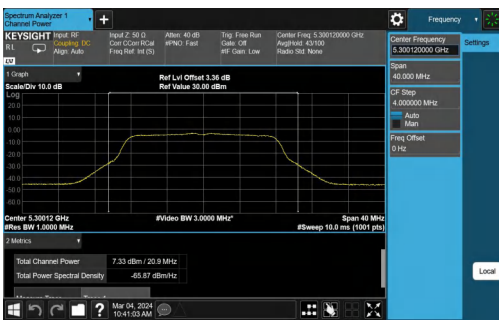 Spectrum Analyzer 1
Channel Power
Frequency
KEYSIGHT
Input: RF
Coupling: DC
Align: Auto
Input Z: 50 Ω
Corr CCorr RCal
Freq Ref: Int (S)
Atten: 40 dB
#PNO: Fast
Trig: Free Run
Gate: Off
#IF Gain: Low
Center Freq: 5.300120000 GHz
Avg|Hold: 43/100
Radio Std: None
RL
Center Frequency
5.300120000 GHz
Settings
Span
40.000 MHz
CF Step
4.000000 MHz
Auto
Man
Freq Offset
0 Hz
1 Graph
Scale/Div 10.0 dB
Ref Lvl Offset 3.36 dB
Ref Value 30.00 dBm
Log
20.0
10.0
0.00
-10.0
-20.0
-30.0
-40.0
-50.0
-60.0
Center 5.30012 GHz
#Video BW 3.0000 MHz*
Span 40 MHz
#Res BW 1.0000 MHz
#Sweep 10.0 ms (1001 pts)
2 Metrics
Total Channel Power 7.33 dBm / 20.9 MHz
Total Power Spectral Density -65.87 dBm/Hz
Local
?
Mar 04, 2024
10:41:03 AM